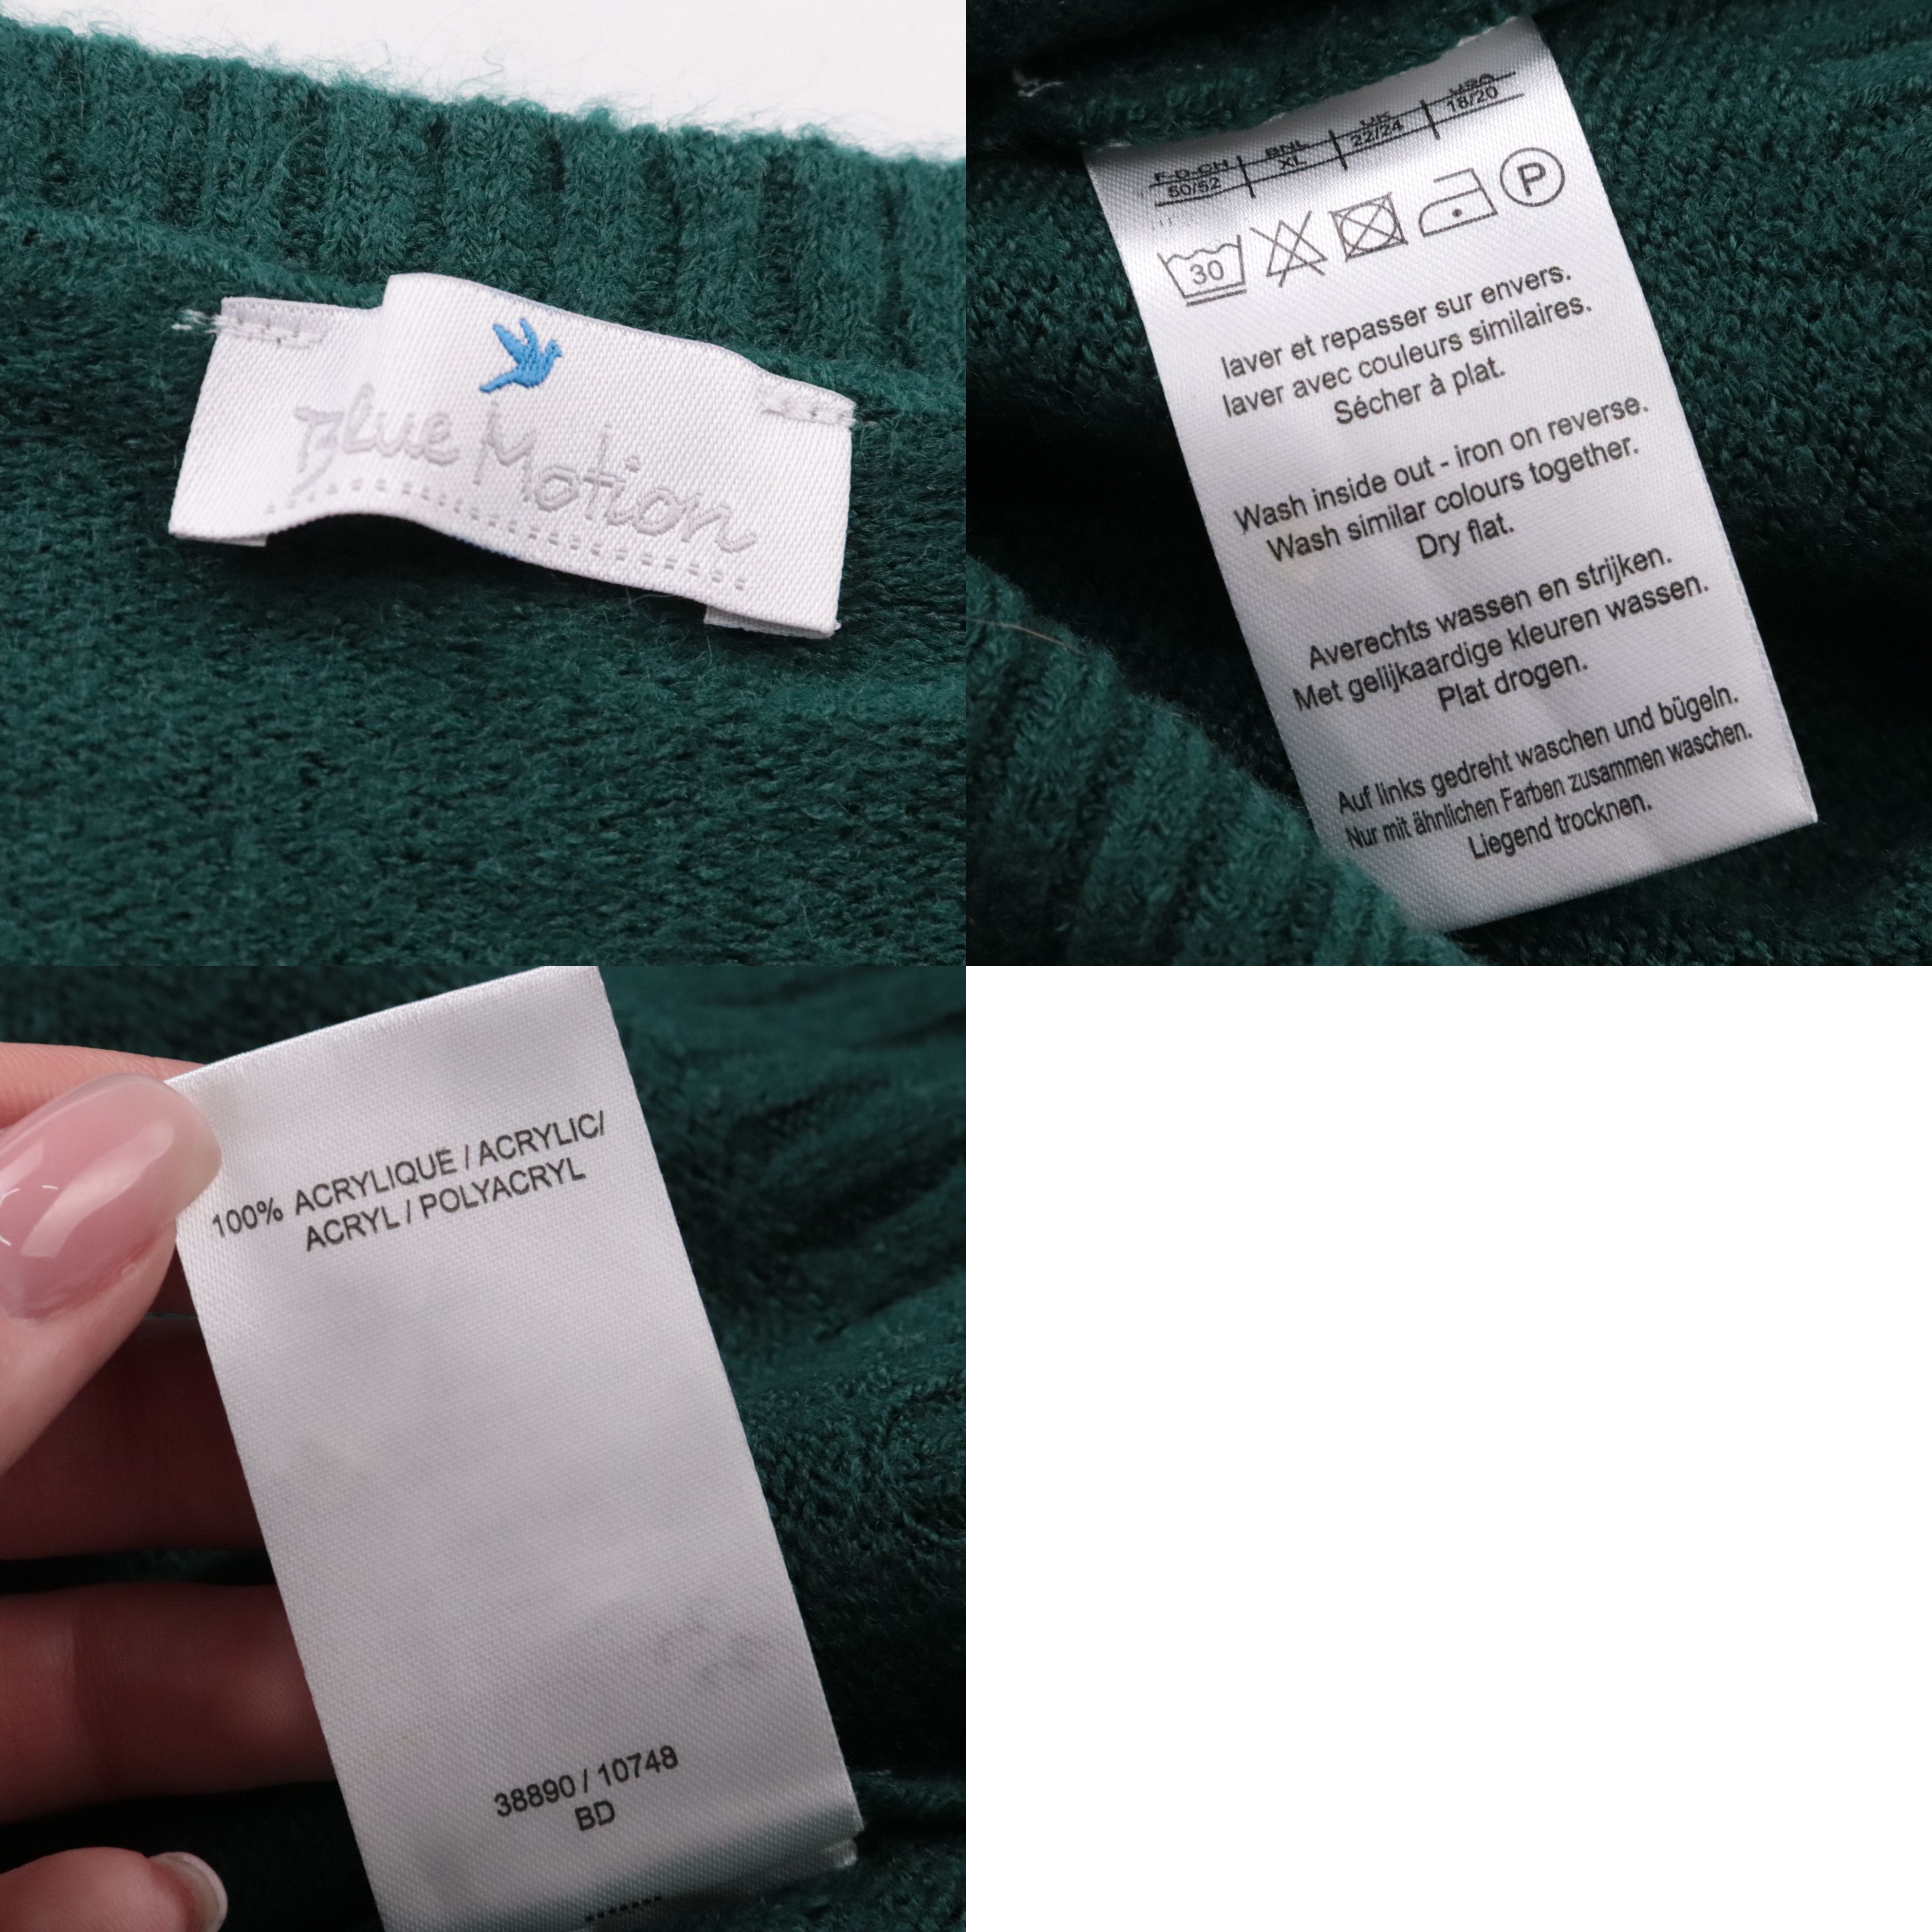 Blue Motion
F-D-CH BNL UK USA
50/52 XL 22/24 18/20
30 P
laver et repasser sur envers.
laver avec couleurs similaires.
Sécher à plat.
Wash inside out - iron on reverse.
Wash similar colours together.
Dry flat.
Averechts wassen en strijken.
Met gelijkaardige kleuren wassen.
Plat drogen.
Auf links gedreht waschen und bügeln.
Nur mit ähnlichen Farben zusammen waschen.
Liegend trocknen.
100% ACRYLIQUE / ACRYLIC/
ACRYL / POLYACRYL
38890 / 10748
BD